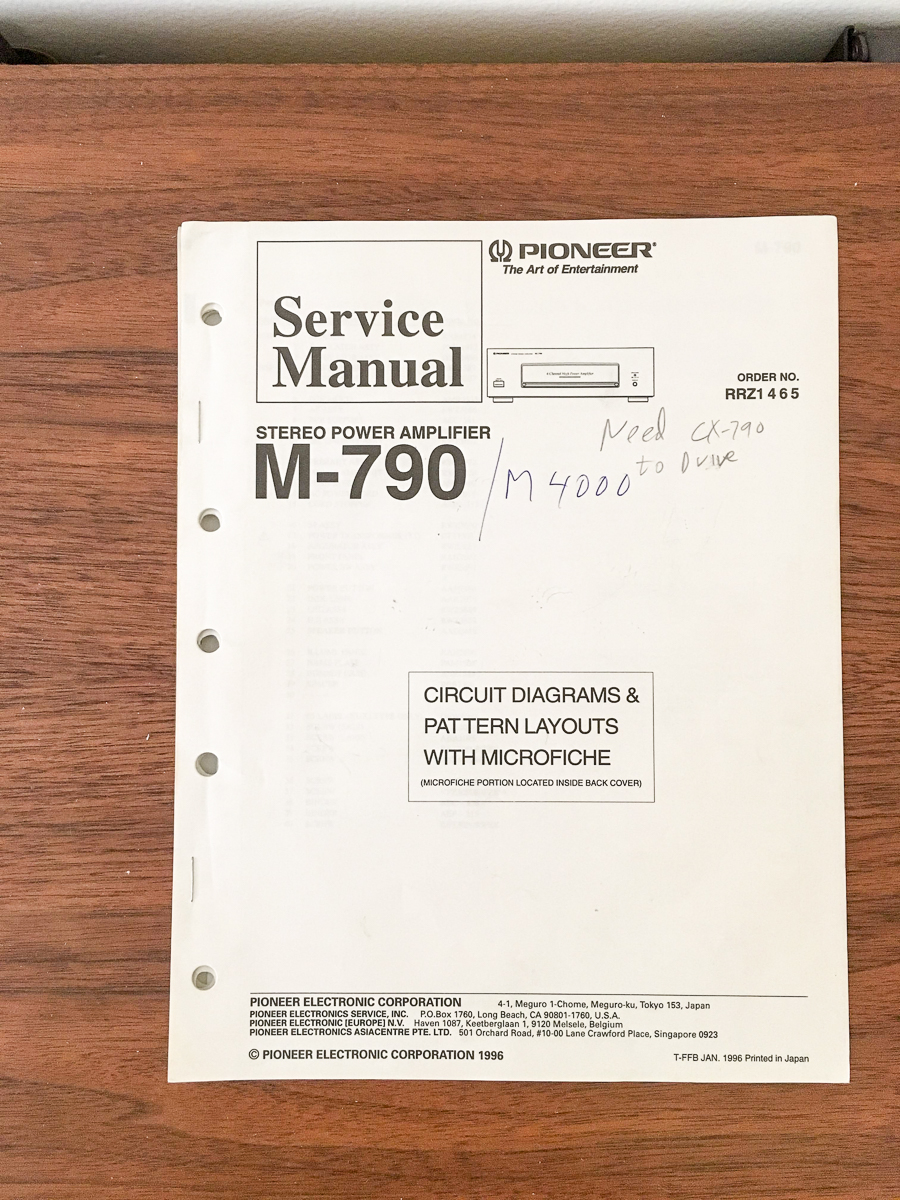 PIONEER®
The Art of Entertainment
Service
Manual
ORDER NO.
RRZ1465
STEREO POWER AMPLIFIER
M-790 / M 4000
Need CX-790
to Drive
CIRCUIT DIAGRAMS &
PATTERN LAYOUTS
WITH MICROFICHE
(MICROFICHE PORTION LOCATED INSIDE BACK COVER)
PIONEER ELECTRONIC CORPORATION 4-1, Meguro 1-Chome, Meguro-ku, Tokyo 153, Japan
PIONEER ELECTRONICS SERVICE, INC. P.O.Box 1760, Long Beach, CA 90801-1760, U.S.A.
PIONEER ELECTRONIC [EUROPE] N.V. Haven 1087, Keetberglaan 1, 9120 Melsele, Belgium
PIONEER ELECTRONICS ASIACENTRE PTE. LTD. 501 Orchard Road, #10-00 Lane Crawford Place, Singapore 0923
© PIONEER ELECTRONIC CORPORATION 1996
T-FFB JAN. 1996 Printed in Japan